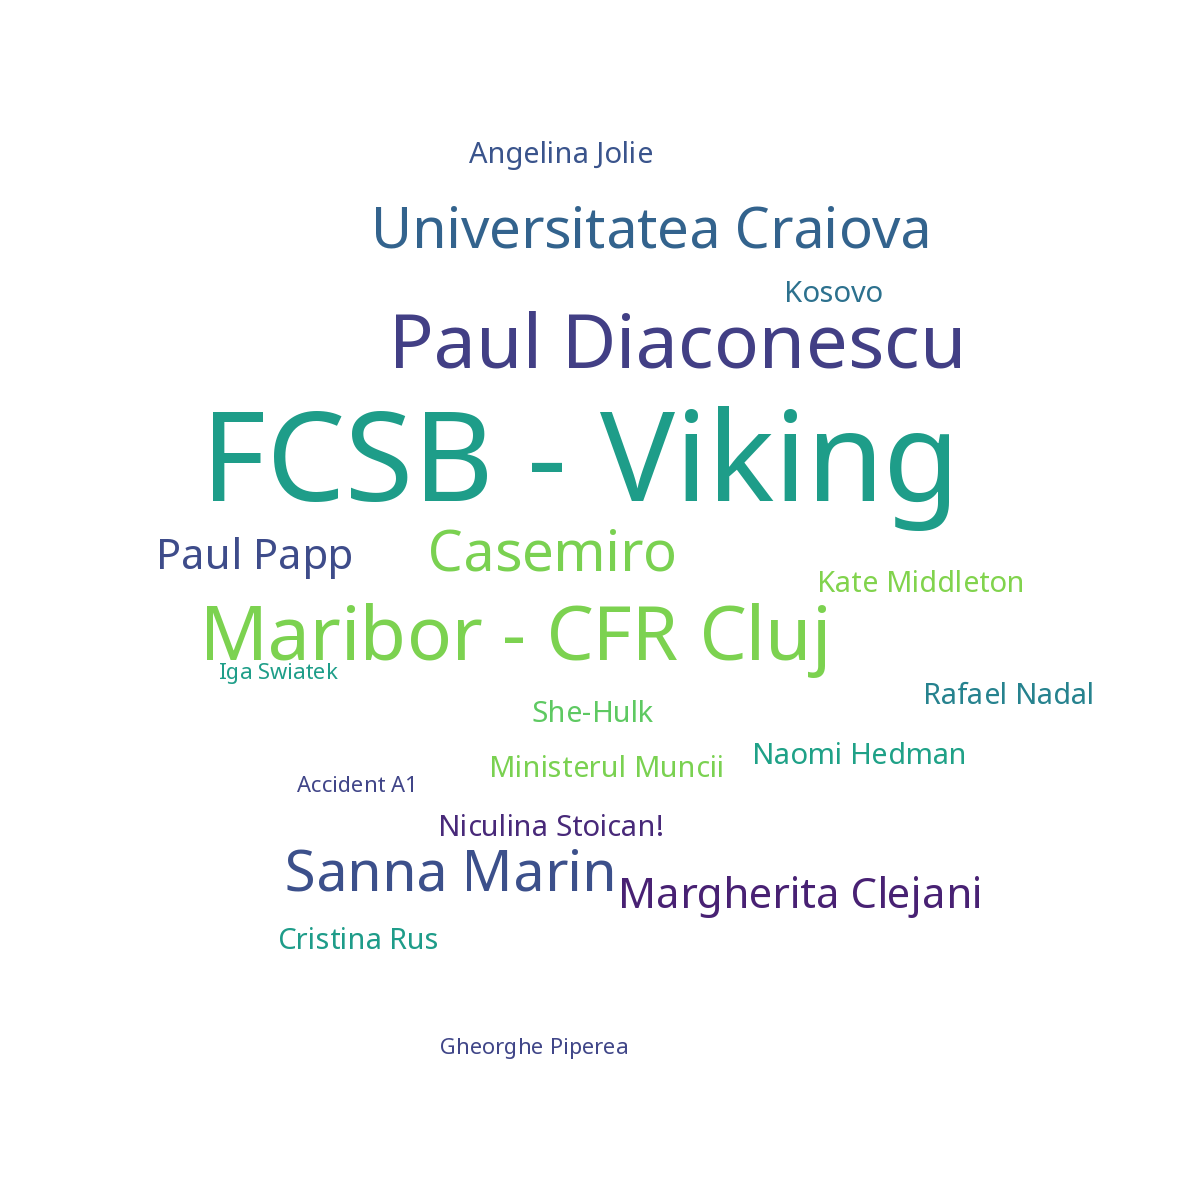 Angelina Jolie
Universitatea Craiova
Kosovo
Paul Diaconescu
FCSB - Viking
Paul Papp
Casemiro
Kate Middleton
Maribor - CFR Cluj
Iga Swiatek
Rafael Nadal
She-Hulk
Naomi Hedman
Ministerul Muncii
Accident A1
Niculina Stoican!
Sanna Marin
Margherita Clejani
Cristina Rus
Gheorghe Piperea